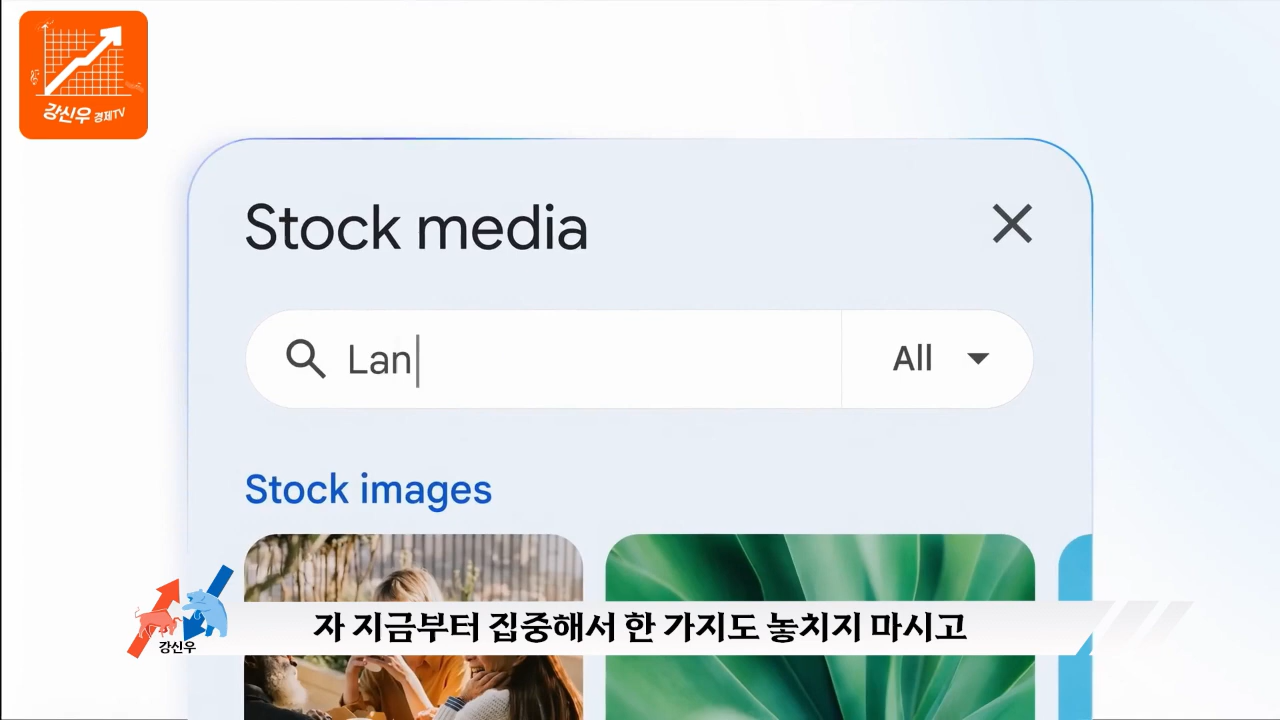 강신우 경제TV
Stock media
Lan
All
Stock images
자 지금부터 집중해서 한 가지도 놓치지 마시고
강신우